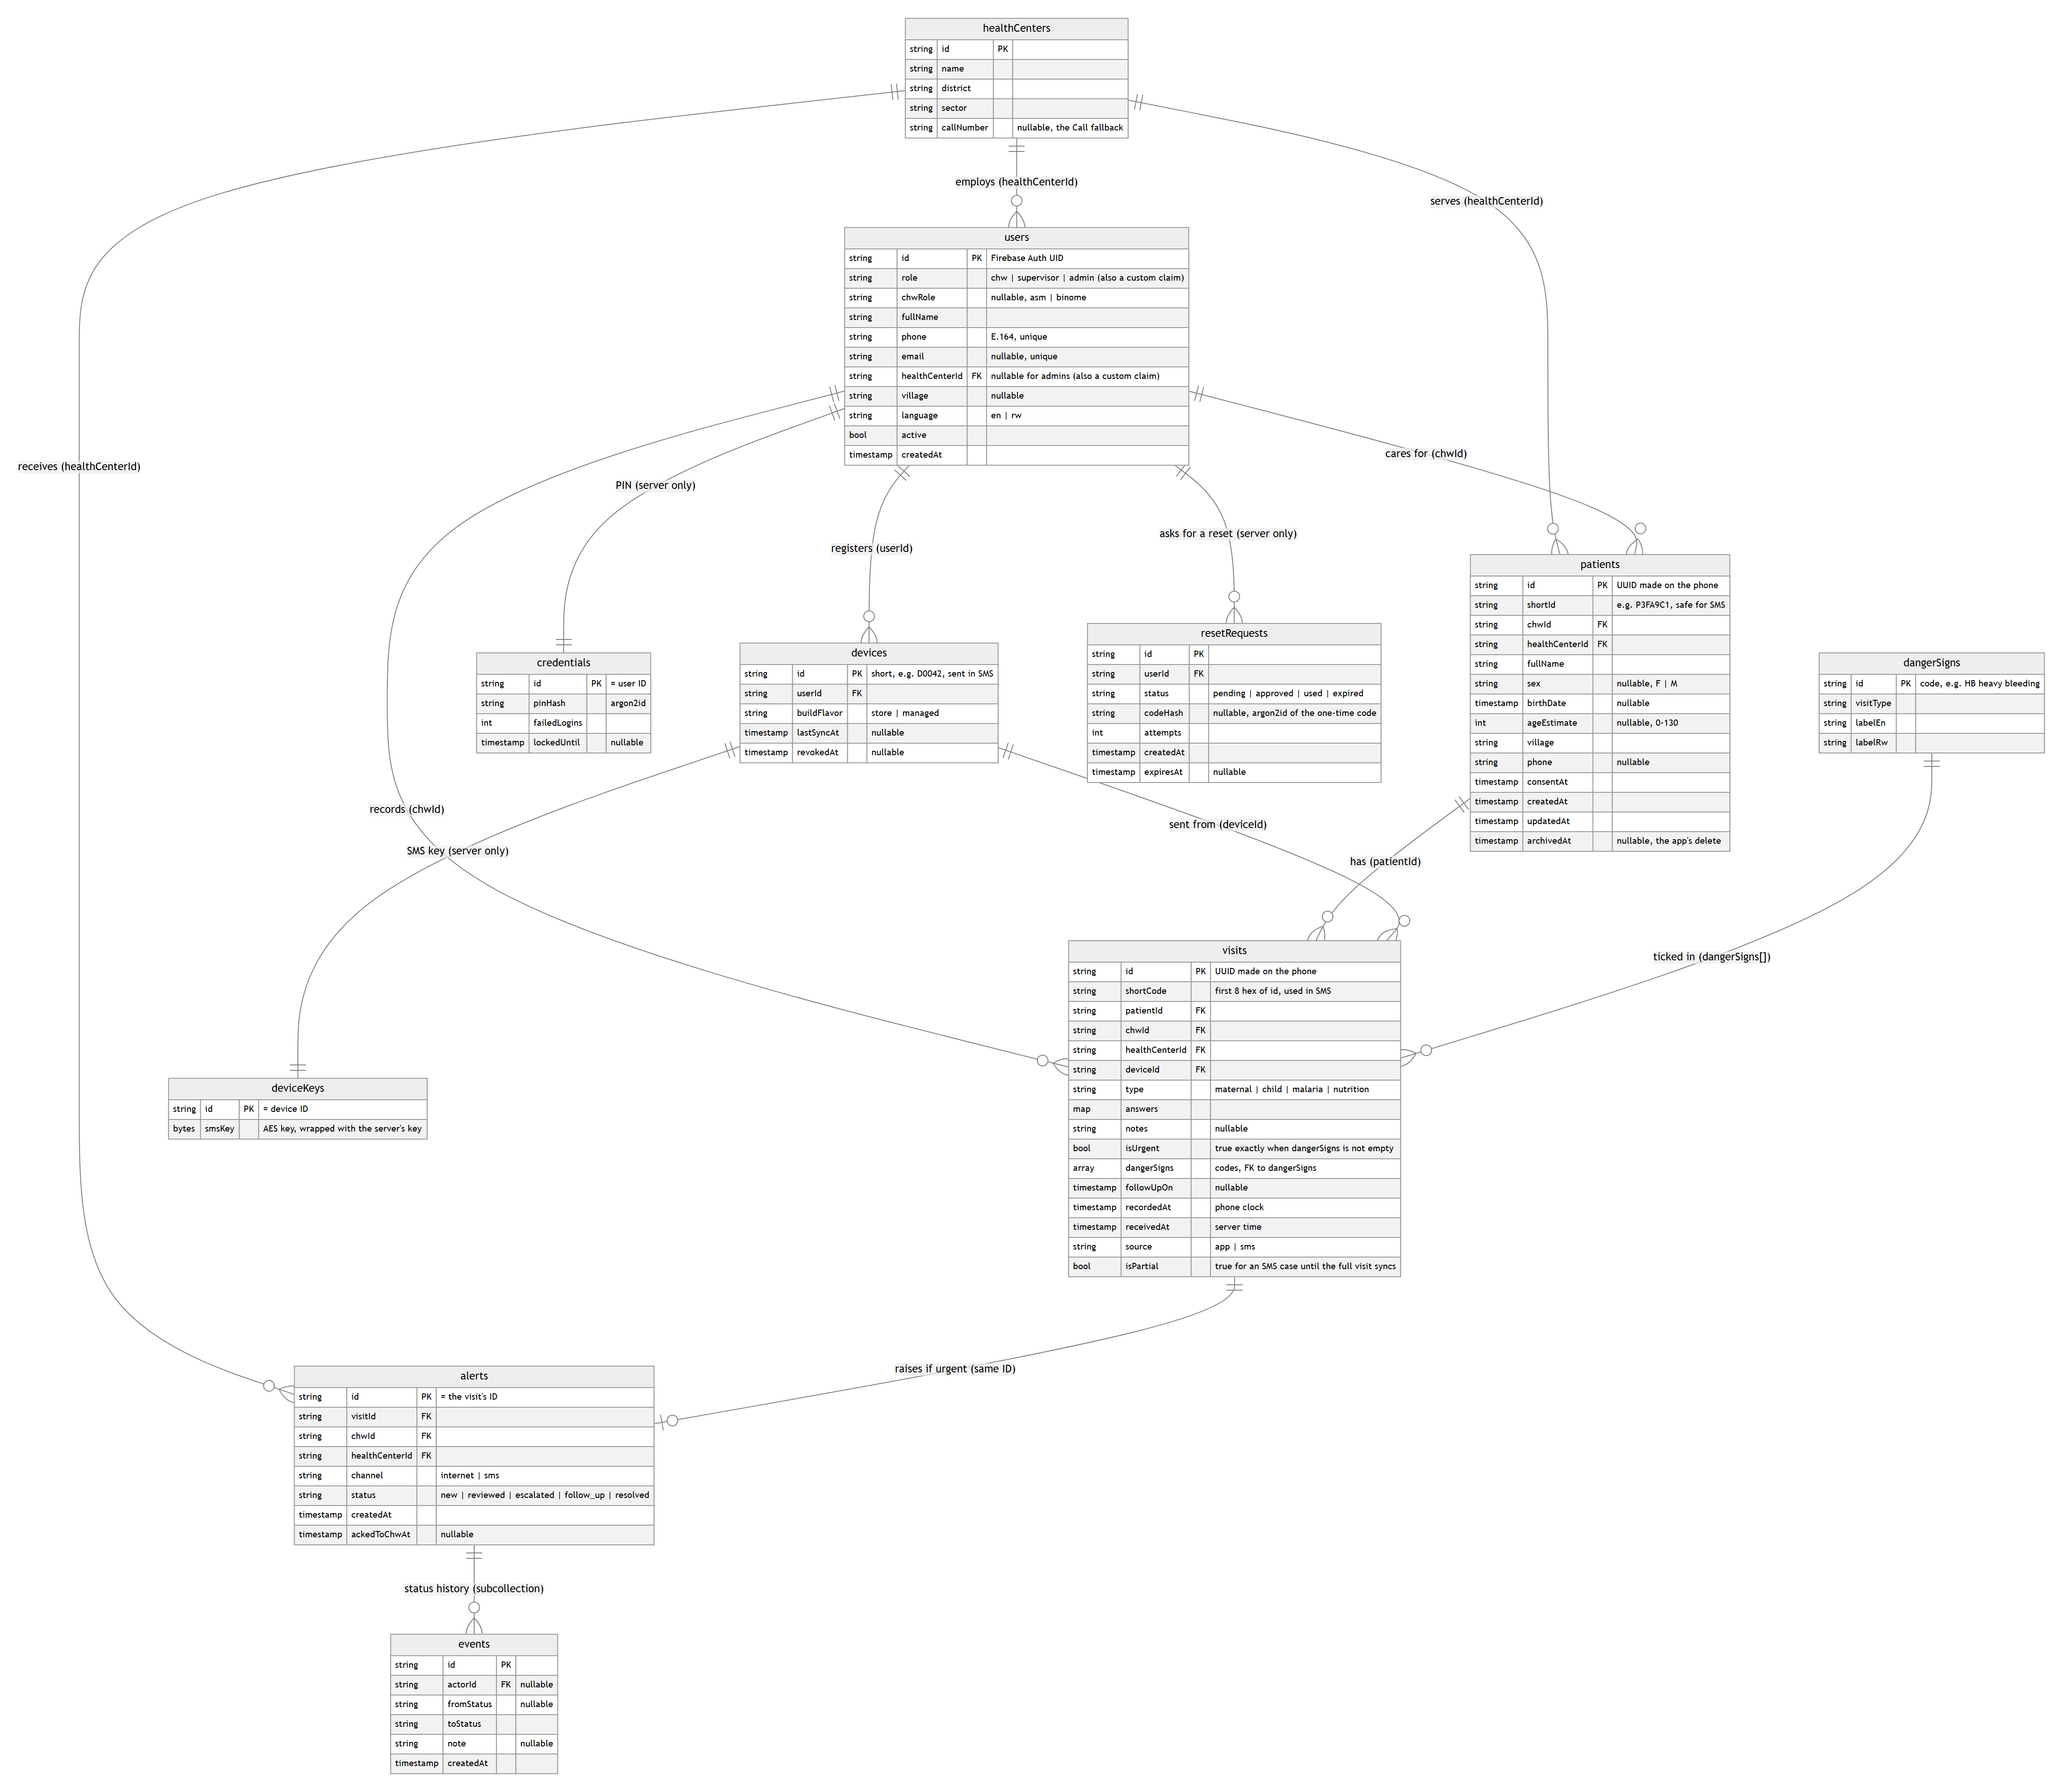 healthCenters
string id PK
string name
string district
string sector
string callNumber nullable, the Call fallback
employs (healthCenterId)
serves (healthCenterId)
receives (healthCenterId)
users
string id PK Firebase Auth UID
string role chw | supervisor | admin (also a custom claim)
string chwRole nullable, asm | binome
string fullName
string phone E.164, unique
string email nullable, unique
string healthCenterId FK nullable for admins (also a custom claim)
string village nullable
string language en | rw
bool active
timestamp createdAt
cares for (chwId)
PIN (server only)
asks for a reset (server only)
registers (userId)
patients
string id PK UUID made on the phone
string shortId e.g. P3FA9C1, safe for SMS
string chwId FK
string healthCenterId FK
string fullName
string sex nullable, F | M
timestamp birthDate nullable
int ageEstimate nullable, 0-130
string village
string phone nullable
timestamp consentAt
timestamp createdAt
timestamp updatedAt
timestamp archivedAt nullable, the app's delete
credentials
string id PK = user ID
string pinHash argon2id
int failedLogins
timestamp lockedUntil nullable
devices
string id PK short, e.g. D0042, sent in SMS
string userId FK
string buildFlavor store | managed
timestamp lastSyncAt nullable
timestamp revokedAt nullable
resetRequests
string id PK
string userId FK
string status pending | approved | used | expired
string codeHash nullable, argon2id of the one-time code
int attempts
timestamp createdAt
timestamp expiresAt nullable
dangerSigns
string id PK code, e.g. HB heavy bleeding
string visitType
string labelEn
string labelRw
records (chwId)
SMS key (server only)
sent from (deviceId)
has (patientId)
ticked in (dangerSigns[])
visits
string id PK UUID made on the phone
string shortCode first 8 hex of id, used in SMS
string patientId FK
string chwId FK
string healthCenterId FK
string deviceId FK
string type maternal | child | malaria | nutrition
map answers
string notes nullable
bool isUrgent true exactly when dangerSigns is not empty
array dangerSigns codes, FK to dangerSigns
timestamp followUpOn nullable
timestamp recordedAt phone clock
timestamp receivedAt server time
string source app | sms
bool isPartial true for an SMS case until the full visit syncs
deviceKeys
string id PK = device ID
bytes smsKey AES key, wrapped with the server's key
raises if urgent (same ID)
alerts
string id PK = the visit's ID
string visitId FK
string chwId FK
string healthCenterId FK
string channel internet | sms
string status new | reviewed | escalated | follow_up | resolved
timestamp createdAt
timestamp ackedToChwAt nullable
status history (subcollection)
events
string id PK
string actorId FK nullable
string fromStatus nullable
string toStatus
string note nullable
timestamp createdAt